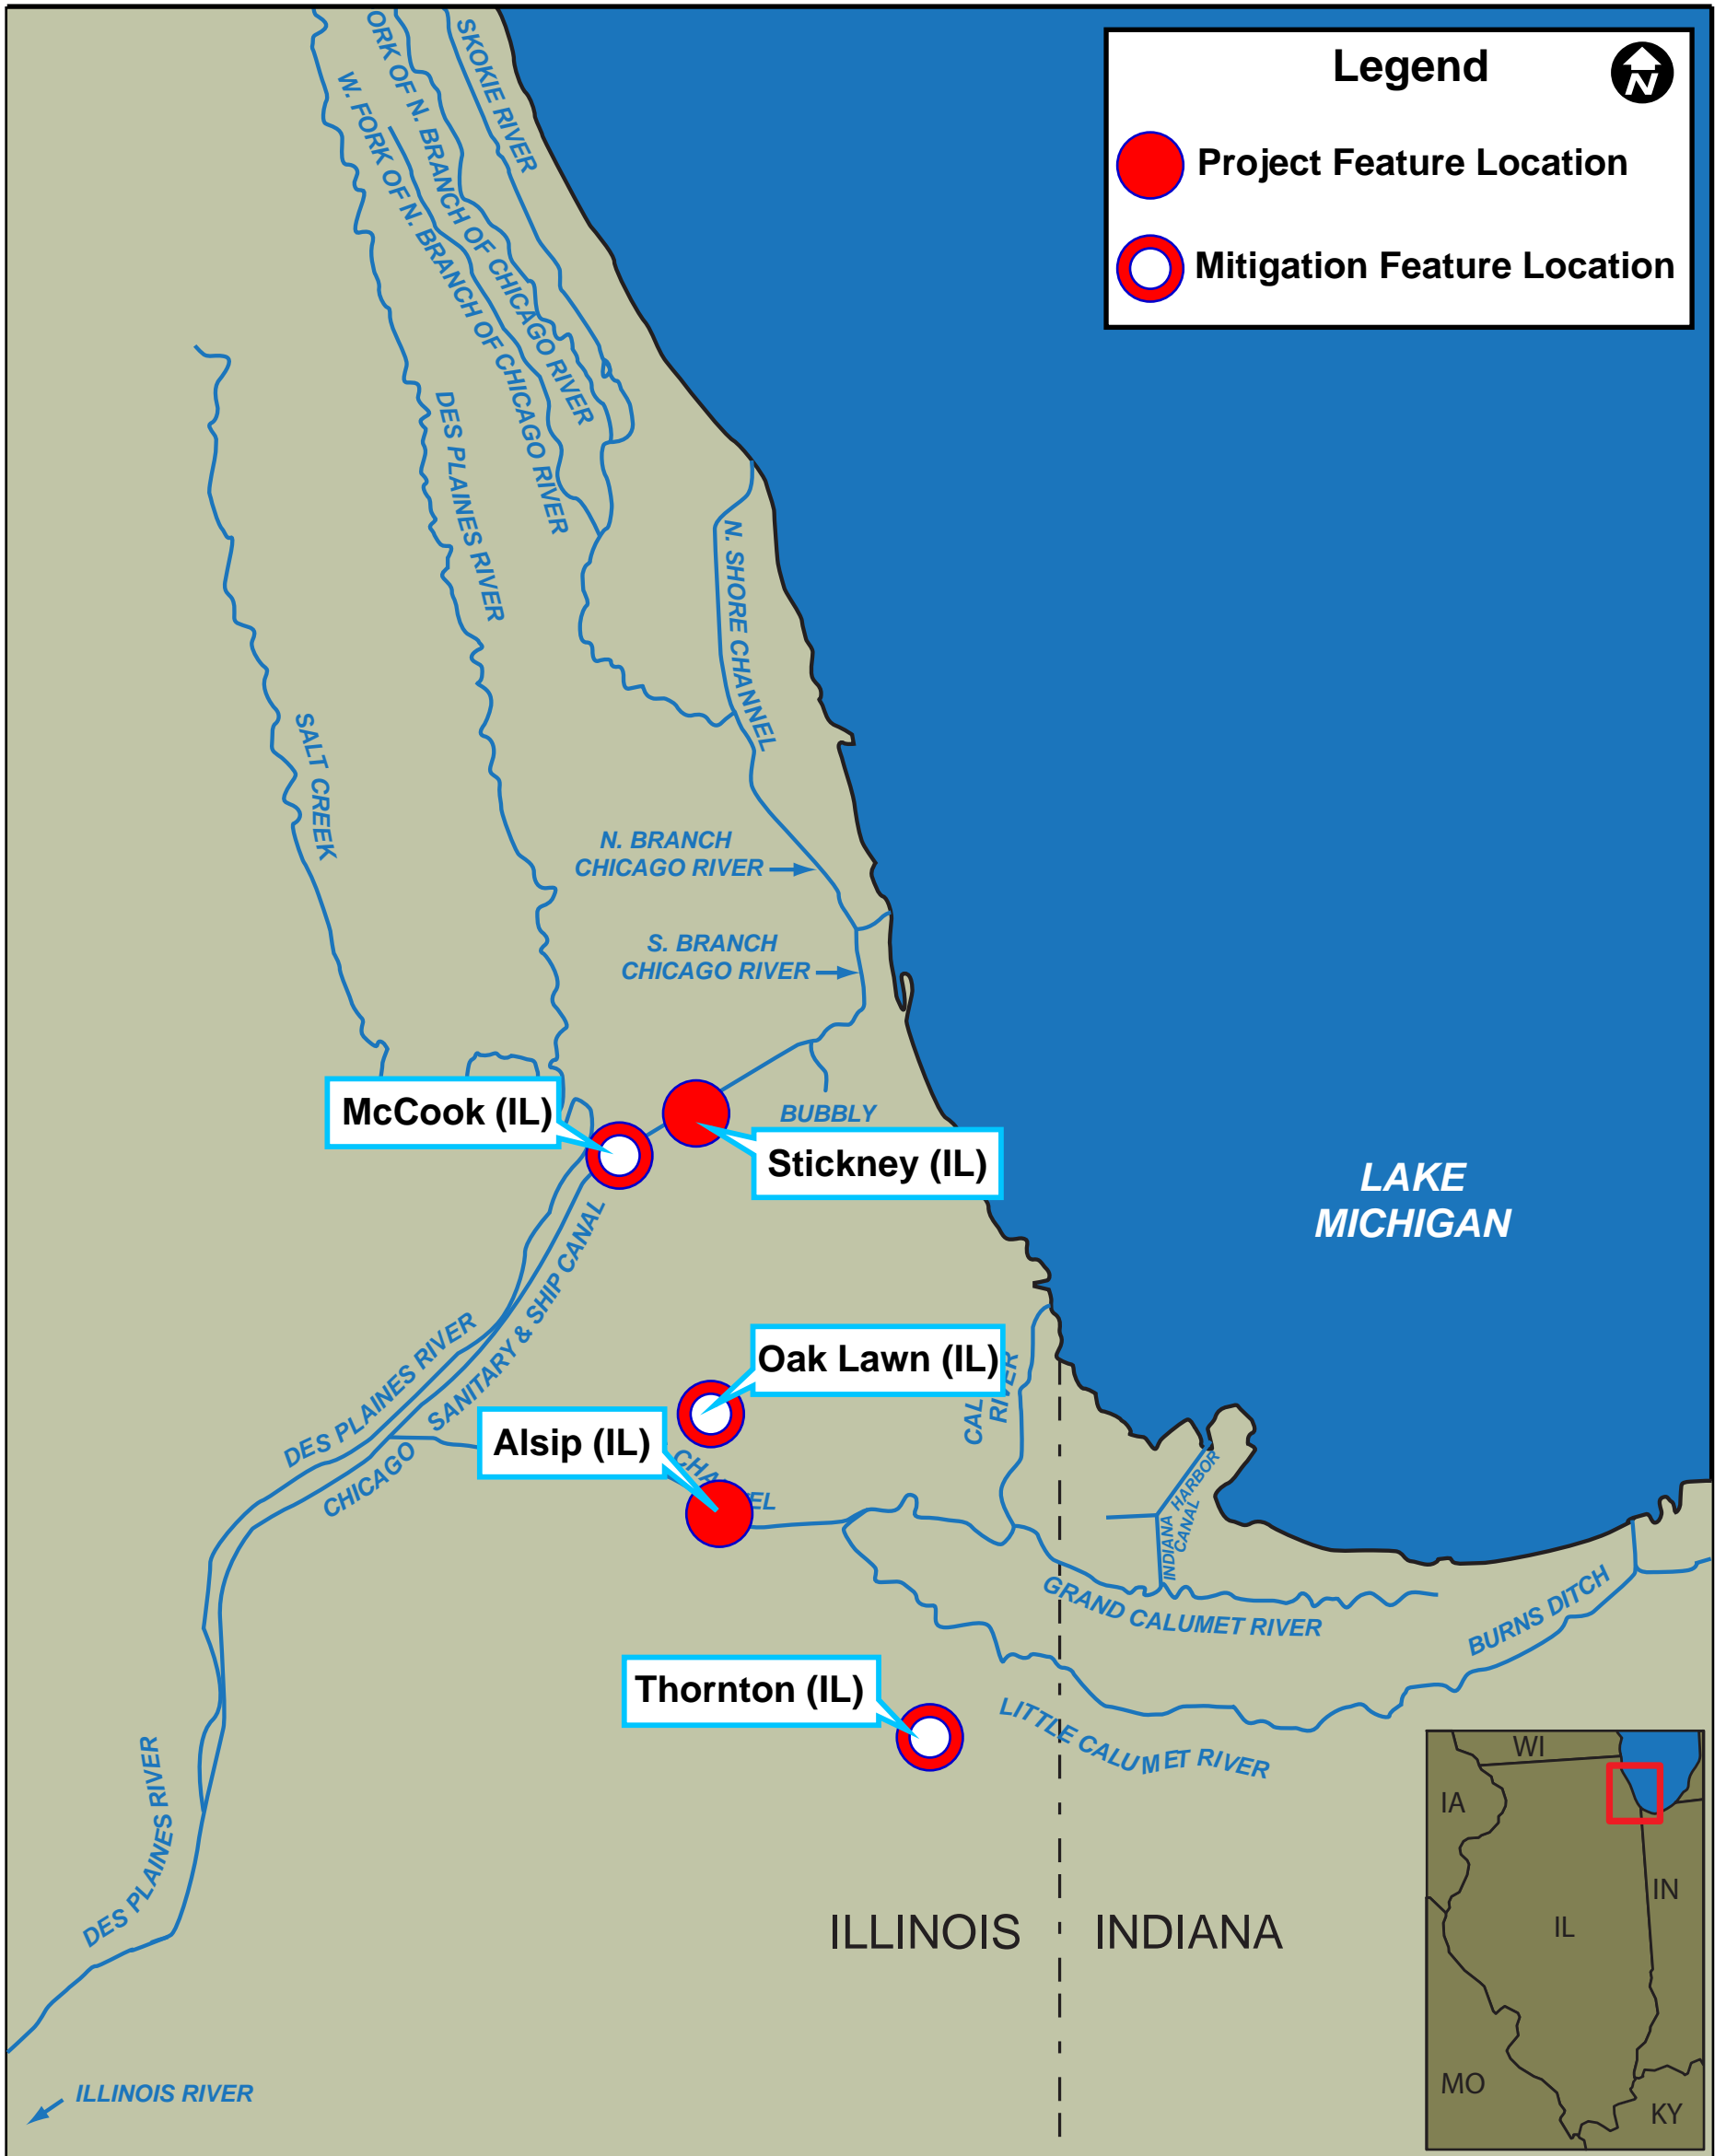 Legend
N
Project Feature Location
Mitigation Feature Location
SKOKIE RIVER
ORK OF N. BRANCH OF CHICAGO RIVER
W. FORK OF N. BRANCH OF CHICAGO RIVER
DES PLAINES RIVER
N. SHORE CHANNEL
SALT CREEK
N. BRANCH
CHICAGO RIVER
S. BRANCH
CHICAGO RIVER
McCook (IL)
BUBBLY
Stickney (IL)
LAKE
MICHIGAN
DES PLAINES RIVER
CHICAGO SANITARY & SHIP CANAL
Oak Lawn (IL)
CAL
RIVER
Alsip (IL)
CHA
EL
INDIANA HARBOR
CANAL
GRAND CALUMET RIVER
BURNS DITCH
Thornton (IL)
LITTLE CALUMET RIVER
DES PLAINES RIVER
ILLINOIS
INDIANA
ILLINOIS RIVER
WI
IA
IN
IL
MO
KY